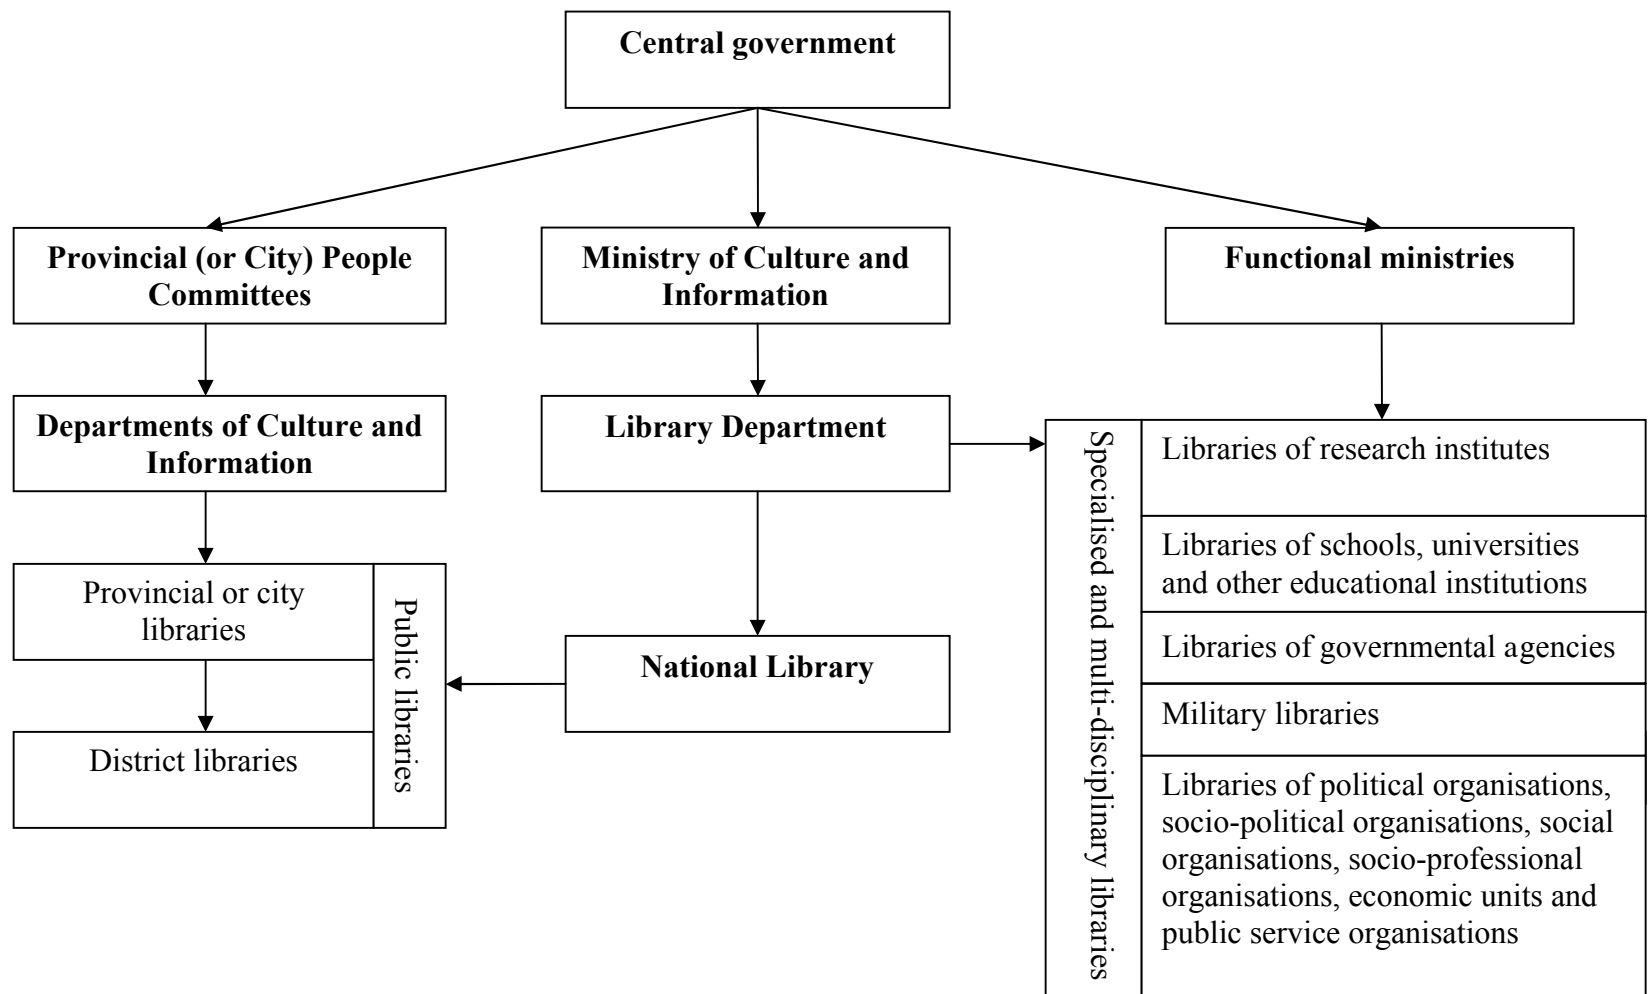 Central government
Provincial (or City) People
Committees
Ministry of Culture and
Information
Functional ministries
Departments of Culture and
Information
Library Department
Specialised and multi-disciplinary libraries
Libraries of research institutes
Libraries of schools, universities
and other educational institutions
Libraries of governmental agencies
Military libraries
Libraries of political organisations,
socio-political organisations, social
organisations, socio-professional
organisations, economic units and
public service organisations
Provincial or city
libraries
Public libraries
National Library
District libraries